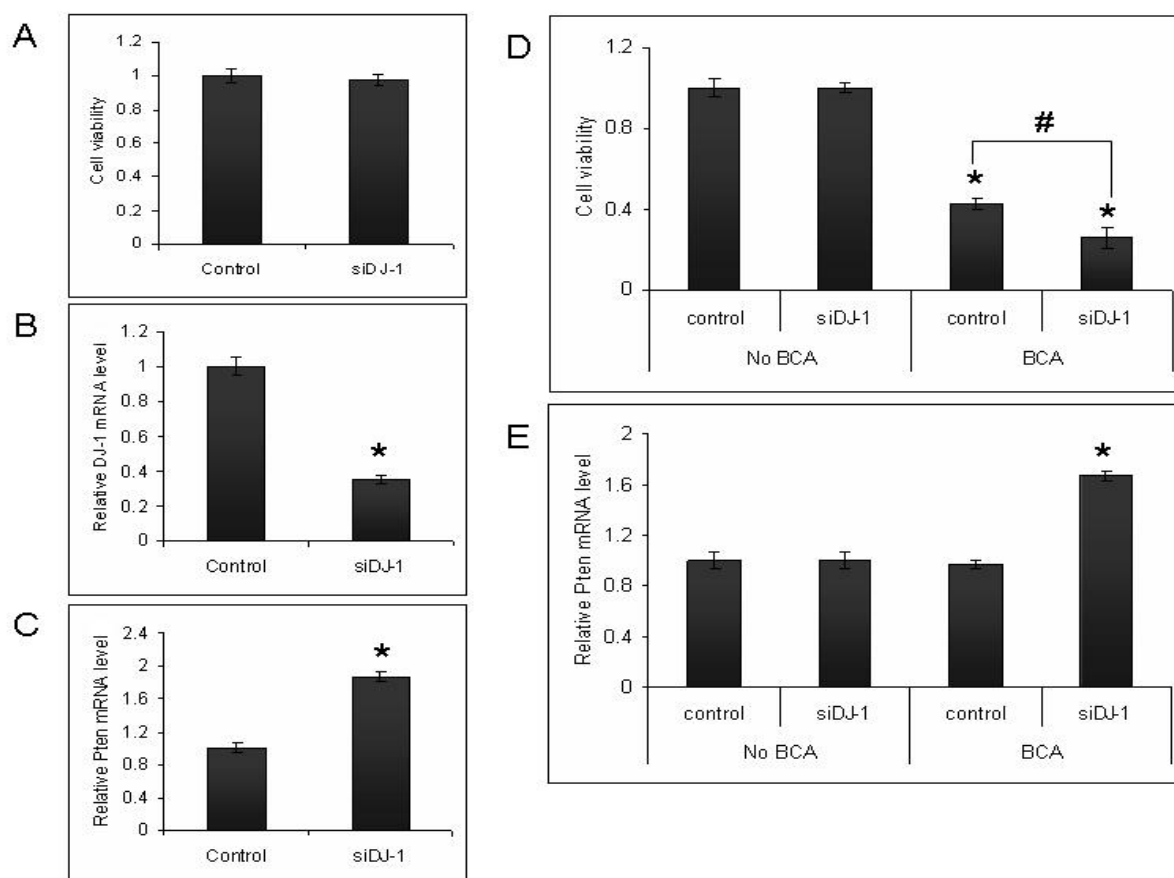 A
Cell viability
1.2
1
0.8
0.6
0.4
0.2
0
Control siDJ-1
B
Relative DJ-1 mRNA level
1.2
1
0.8
0.6
0.4
0.2
0
*
Control siDJ-1
C
Relative Pten mRNA level
2.4
2
1.6
1.2
0.8
0.4
0
*
Control siDJ-1
D
Cell viability
1.2
0.8
0.4
0
#
*
*
control siDJ-1 control siDJ-1
No BCA BCA
E
Relative Pten mRNA level
2
1.6
1.2
0.8
0.4
0
*
control siDJ-1 control siDJ-1
No BCA BCA